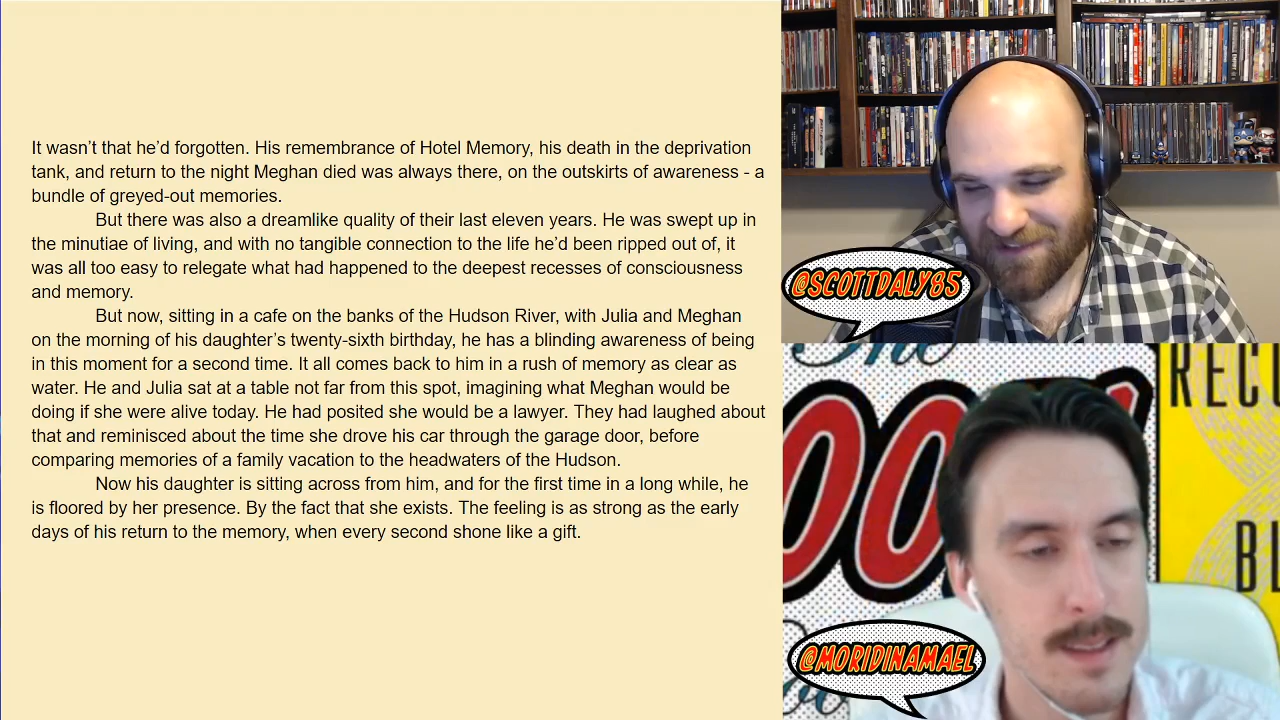 It wasn't that he'd forgotten. His remembrance of Hotel Memory, his death in the deprivation
tank, and return to the night Meghan died was always there, on the outskirts of awareness - a
bundle of greyed-out memories.
But there was also a dreamlike quality of their last eleven years. He was swept up in
the minutiae of living, and with no tangible connection to the life he'd been ripped out of, it
was all too easy to relegate what had happened to the deepest recesses of consciousness
and memory.
But now, sitting in a cafe on the banks of the Hudson River, with Julia and Meghan
on the morning of his daughter's twenty-sixth birthday, he has a blinding awareness of being
in this moment for a second time. It all comes back to him in a rush of memory as clear as
water. He and Julia sat at a table not far from this spot, imagining what Meghan would be
doing if she were alive today. He had posited she would be a lawyer. They had laughed about
that and reminisced about the time she drove his car through the garage door, before
comparing memories of a family vacation to the headwaters of the Hudson.
Now his daughter is sitting across from him, and for the first time in a long while, he
is floored by her presence. By the fact that she exists. The feeling is as strong as the early
days of his return to the memory, when every second shone like a gift.
@SCOTTDALY85
The
REC
BL
@MORIDINAMAEL